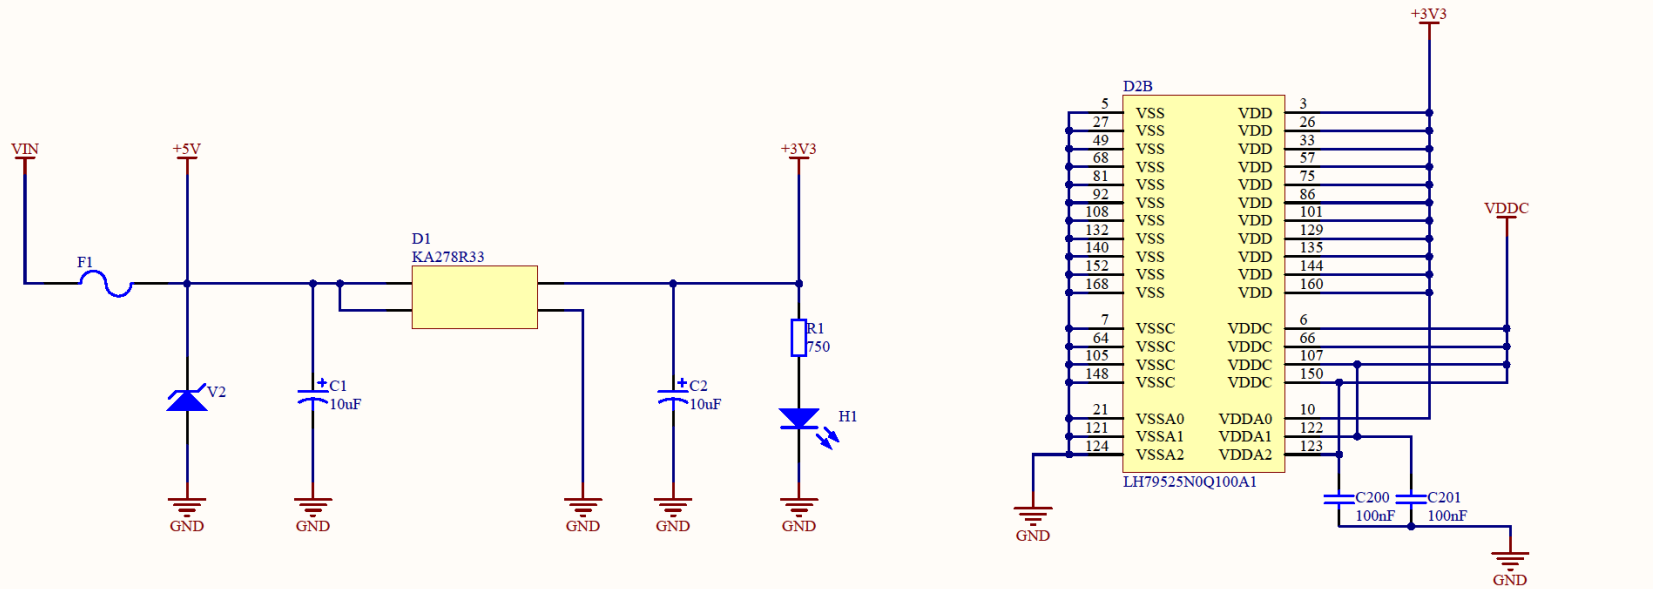 VIN
+5V
+3V3
F1
D1
KA278R33
V2
C1
10uF
C2
10uF
R1
750
H1
GND
GND
GND
GND
GND
+3V3
VDDC
D2B
5 VSS VDD 3
27 VSS VDD 26
49 VSS VDD 33
68 VSS VDD 57
81 VSS VDD 75
92 VSS VDD 86
108 VSS VDD 101
132 VSS VDD 129
140 VSS VDD 135
152 VSS VDD 144
168 VSS VDD 160
7 VSSC VDDC 6
64 VSSC VDDC 66
105 VSSC VDDC 107
148 VSSC VDDC 150
21 VSSA0 VDDA0 10
121 VSSA1 VDDA1 122
124 VSSA2 VDDA2 123
LH79525N0Q100A1
C200
100nF
C201
100nF
GND
GND